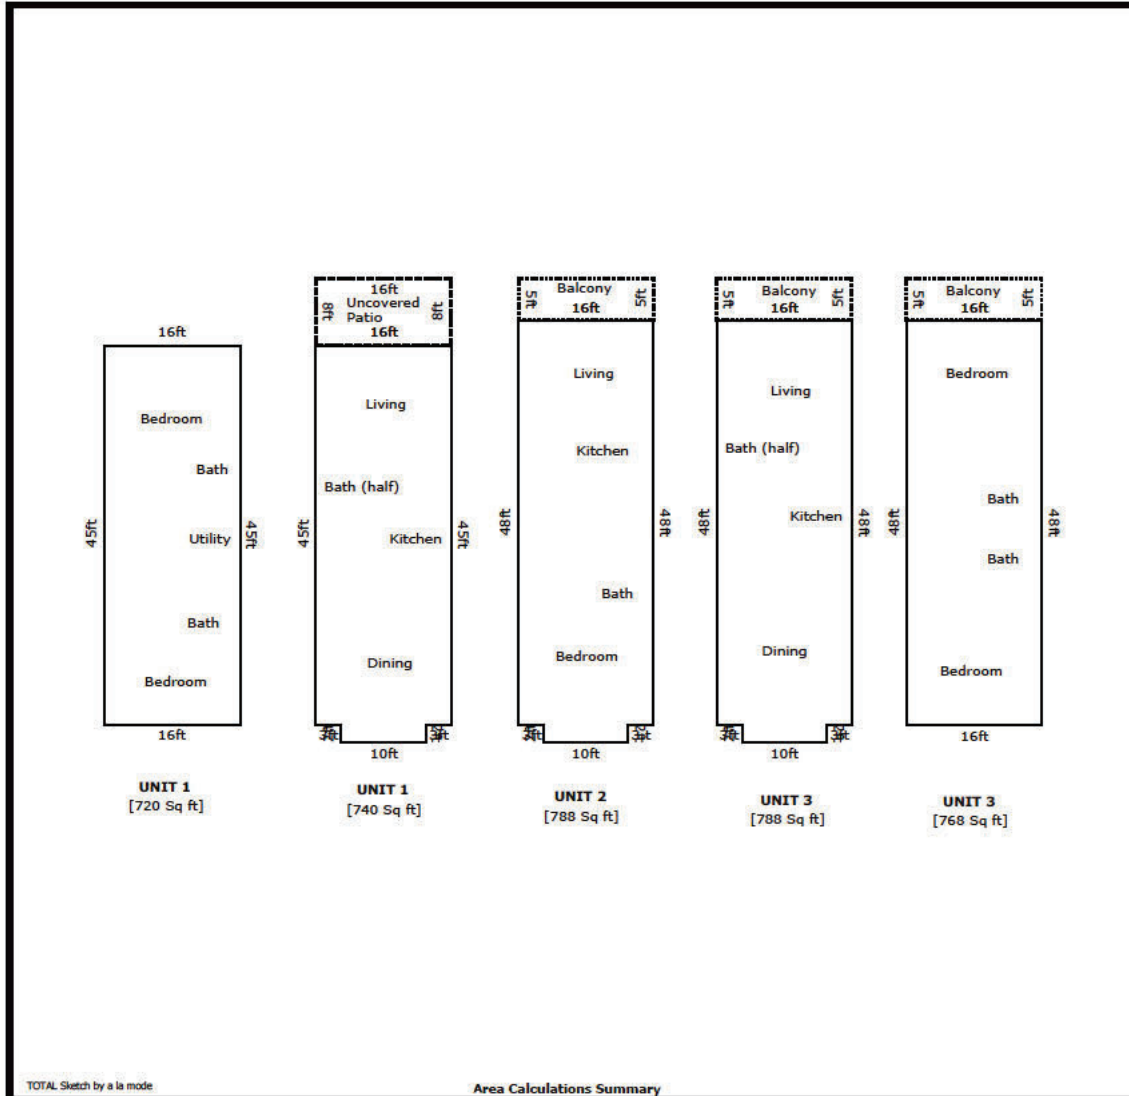 16ft
Bedroom
Bath
45ft
Utility
45ft
Bath
Bedroom
16ft
UNIT 1
[720 Sq ft]
16ft
8ft
Uncovered
Patio
8ft
16ft
Living
Bath (half)
45ft
Kitchen
45ft
Dining
10ft
UNIT 1
[740 Sq ft]
Balcony
5ft
16ft
5ft
Living
Kitchen
48ft
48ft
Bath
Bedroom
10ft
UNIT 2
[788 Sq ft]
Balcony
5ft
16ft
5ft
Living
Bath (half)
48ft
Kitchen
48ft
Dining
10ft
UNIT 3
[788 Sq ft]
Balcony
5ft
16ft
5ft
Bedroom
Bath
48ft
48ft
Bath
Bedroom
16ft
UNIT 3
[768 Sq ft]
TOTAL Sketch by a la mode
Area Calculations Summary